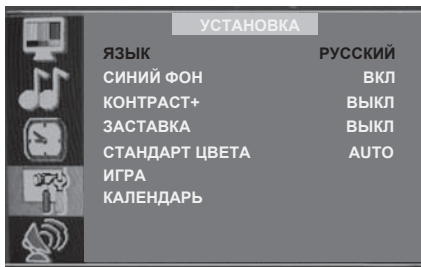 УСТАНОВКА
ЯЗЫК РУССКИЙ
СИНИЙ ФОН ВКЛ
КОНТРАСТ+ ВЫКЛ
ЗАСТАВКА ВЫКЛ
СТАНДАРТ ЦВЕТА AUTO
ИГРА
КАЛЕНДАРЬ